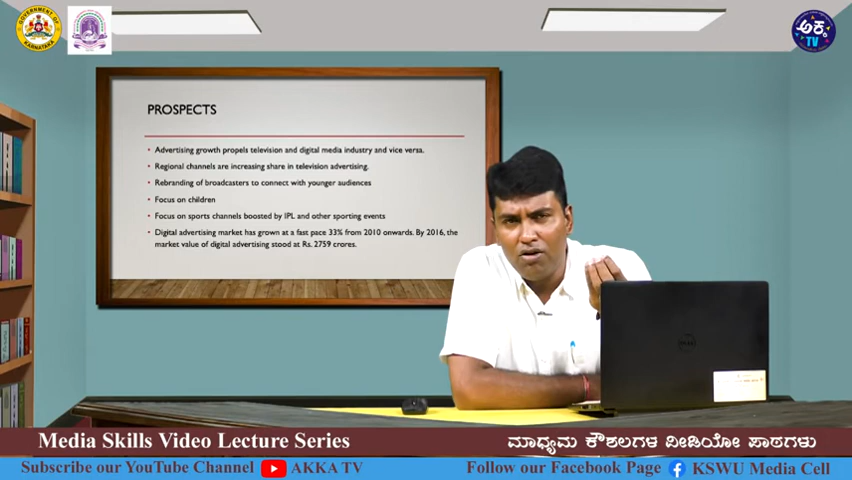 GOVERNMENT OF
KARNATAKA
ಅಕ್ಕ
TV
PROSPECTS
• Advertising growth propels television and digital media industry and vice versa.
• Regional channels are increasing share in television advertising.
• Rebranding of broadcasters to connect with younger audiences
• Focus on children
• Focus on sports channels boosted by IPL and other sporting events
• Digital advertising market has grown at a fast pace 33% from 2010 onwards. By 2016, the
market value of digital advertising stood at Rs. 2759 crores.
DELL
Media Skills Video Lecture Series
ಮಾಧ್ಯಮ ಕೌಶಲಗಳ ವೀಡಿಯೋ ಪಾಠಗಳು
Subscribe our YouTube Channel AKKA TV
Follow our Facebook Page f KSWU Media Cell